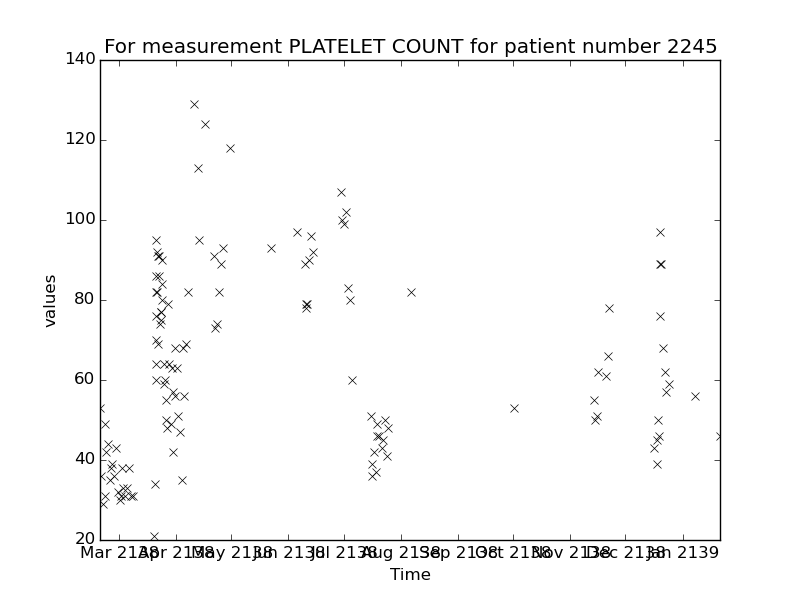 For measurement PLATELET COUNT for patient number 2245
140
120
100
80
60
40
20
values
Mar 2138 Apr 2138 May 2138 Jun 2138 Jul 2138 Aug 2138 Sep 2138 Oct 2138 Nov 2138 Dec 2138 Jan 2139
Time